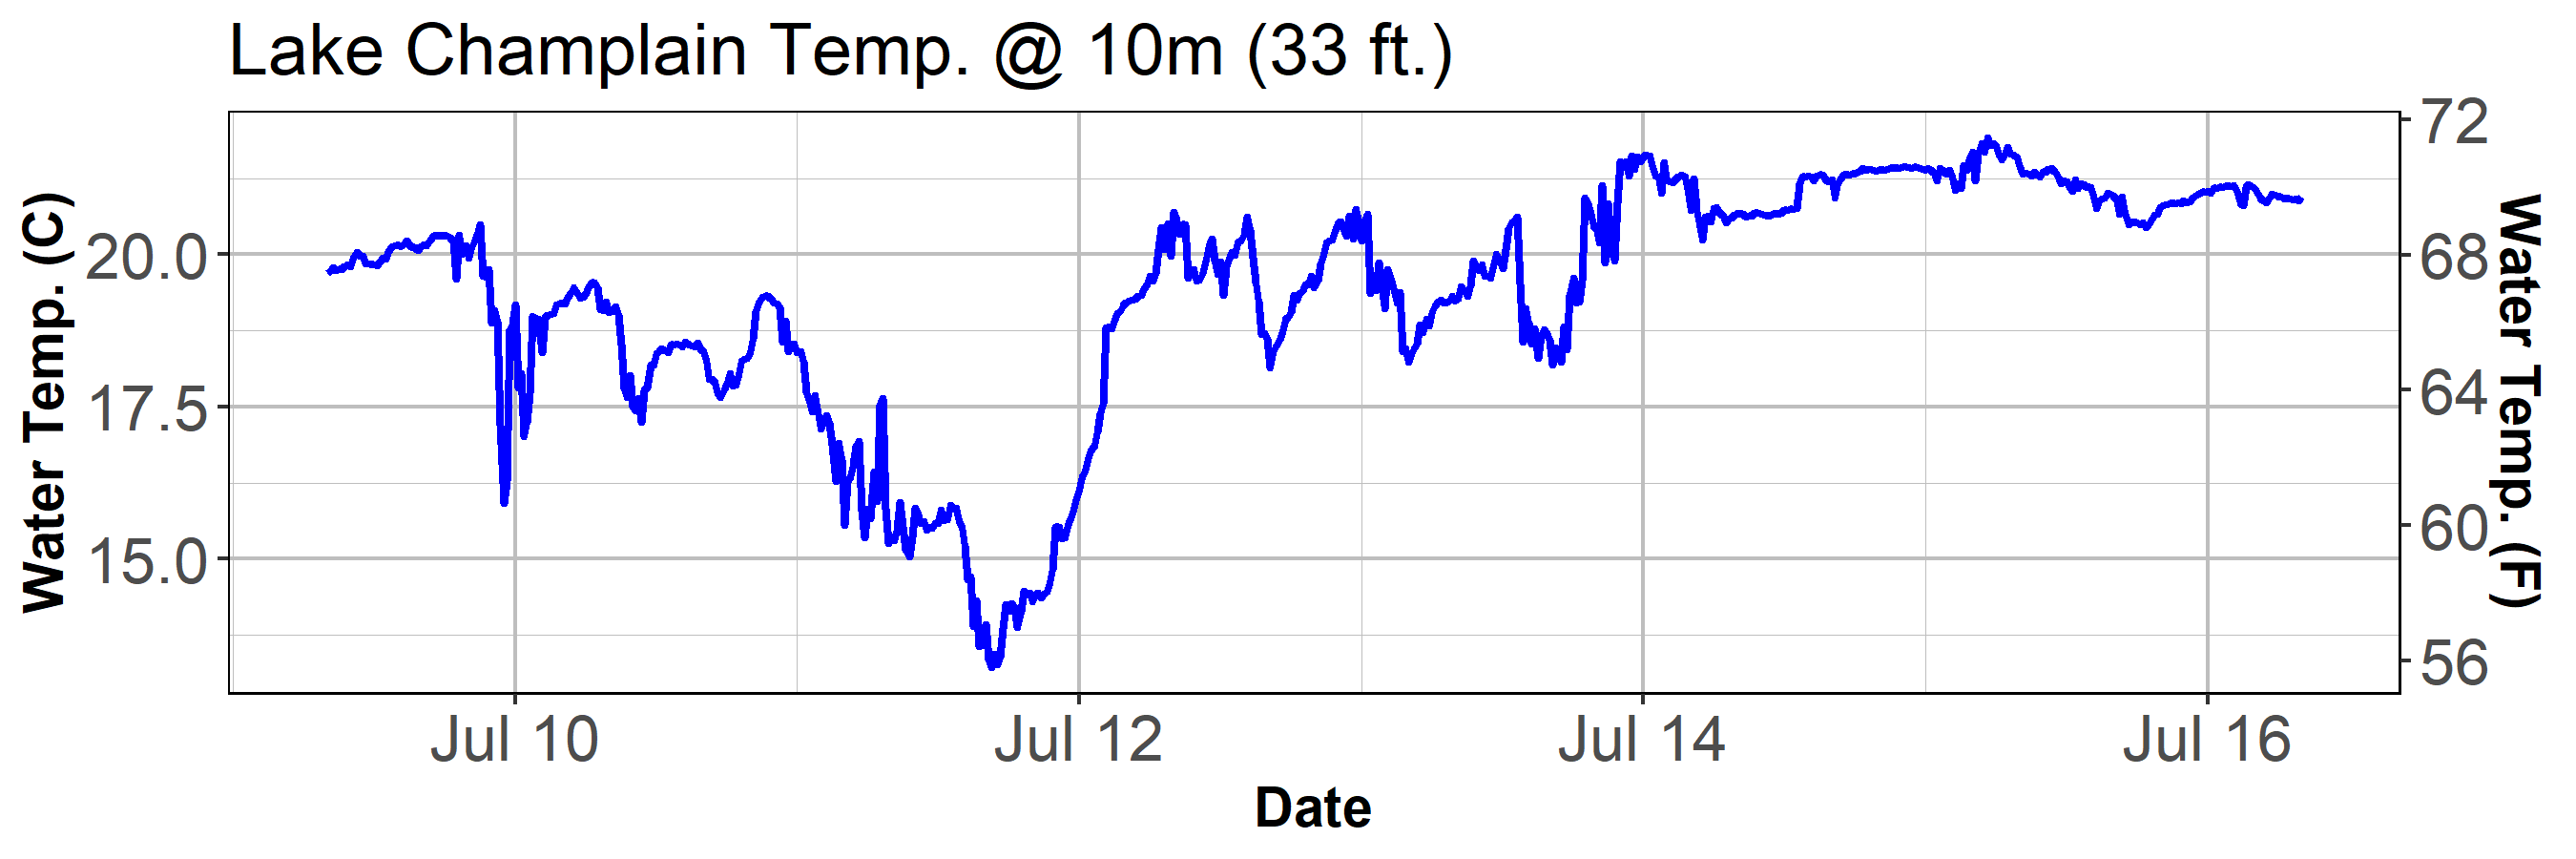 Lake Champlain Temp. @ 10m (33 ft.)
Water Temp. (C)
20.0
17.5
15.0
72
68
64
60
56
Water Temp. (F)
Jul 10
Jul 12
Jul 14
Jul 16
Date